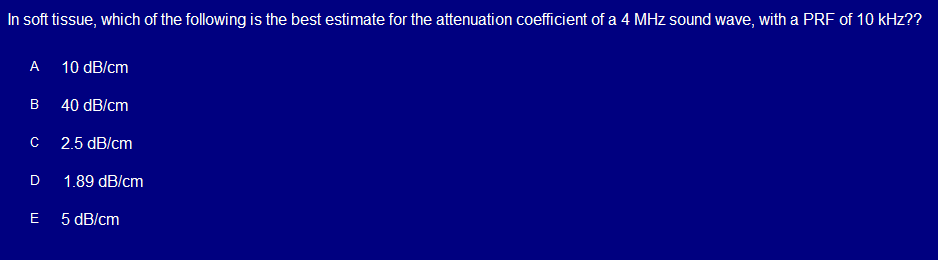 In soft tissue, which of the following is the best estimate for the attenuation coefficient of a 4 MHz sound wave, with a PRF of 10 kHz??
A 10 dB/cm
B 40 dB/cm
C 2.5 dB/cm
D 1.89 dB/cm
E 5 dB/cm